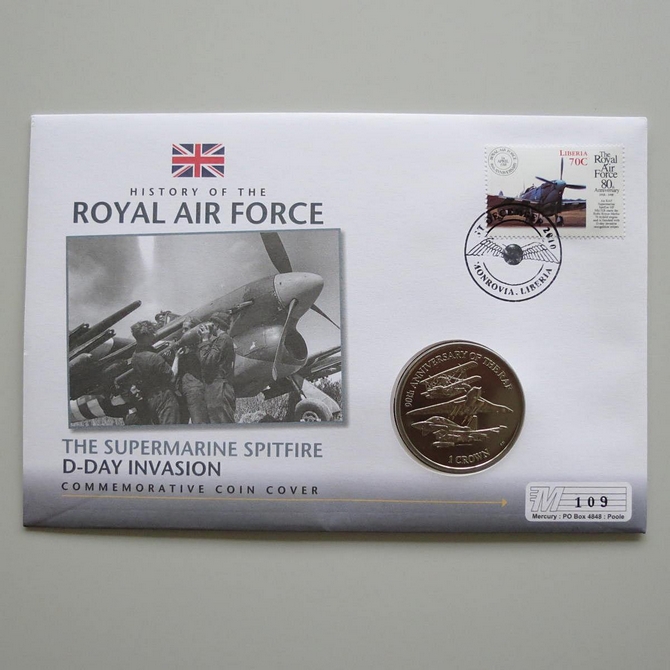 HISTORY OF THE
ROYAL AIR FORCE
THE SUPERMARINE SPITFIRE
D-DAY INVASION
COMMEMORATIVE COIN COVER
LIBERIA
70C
The
Royal
Air
Force
80th
Anniversary
2010
MONROVIA, LIBERIA
90th ANNIVERSARY OF THE RAF
1 CROWN
M 109
Mercury : PO Box 4848 : Poole